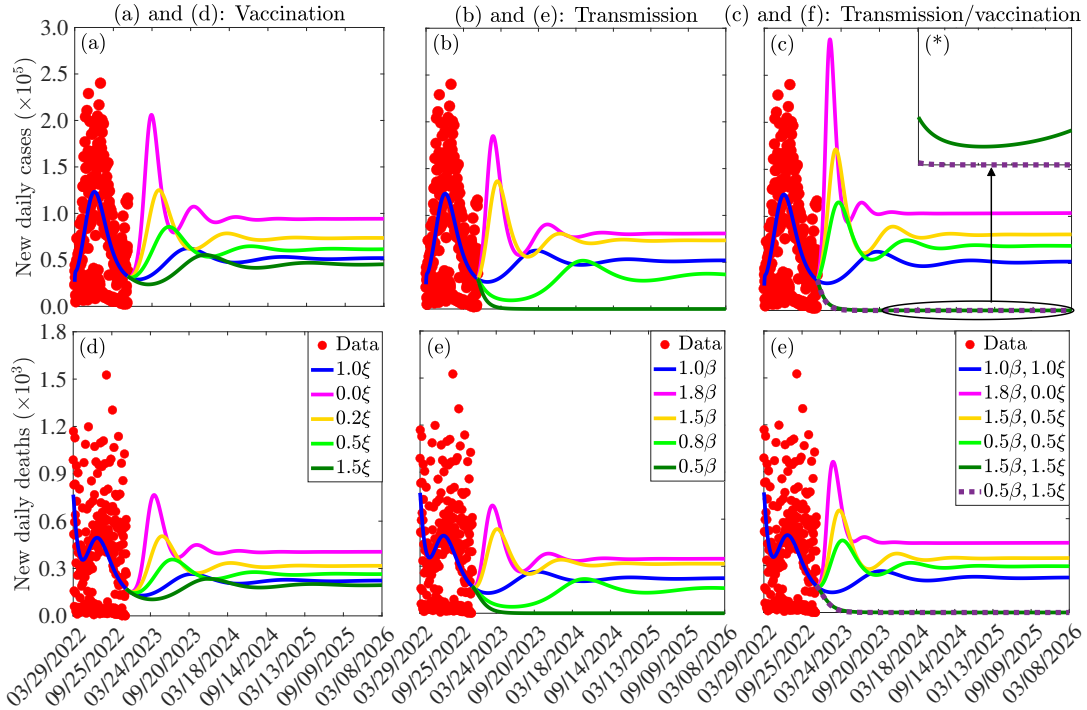 (a) and (d): Vaccination
(b) and (e): Transmission
(c) and (f): Transmission/vaccination
New daily cases (×10⁵)
3.0
2.5
2.0
1.5
1.0
0.5
0.0
(a)
(b)
(c)
(*)
New daily deaths (×10³)
1.8
1.5
1.2
0.9
0.6
0.3
0.0
(d)
Data
1.0ξ
0.0ξ
0.2ξ
0.5ξ
1.5ξ
(e)
Data
1.0β
1.8β
1.5β
0.8β
0.5β
(e)
Data
1.0β, 1.0ξ
1.8β, 0.0ξ
1.5β, 0.5ξ
0.5β, 0.5ξ
1.5β, 1.5ξ
0.5β, 1.5ξ
03/29/2022
09/25/2022
03/24/2023
09/20/2023
03/18/2024
09/14/2024
03/13/2025
09/09/2025
03/08/2026
03/29/2022
09/25/2022
03/24/2023
09/20/2023
03/18/2024
09/14/2024
03/13/2025
09/09/2025
03/08/2026
03/29/2022
09/25/2022
03/24/2023
09/20/2023
03/18/2024
09/14/2024
03/13/2025
09/09/2025
03/08/2026